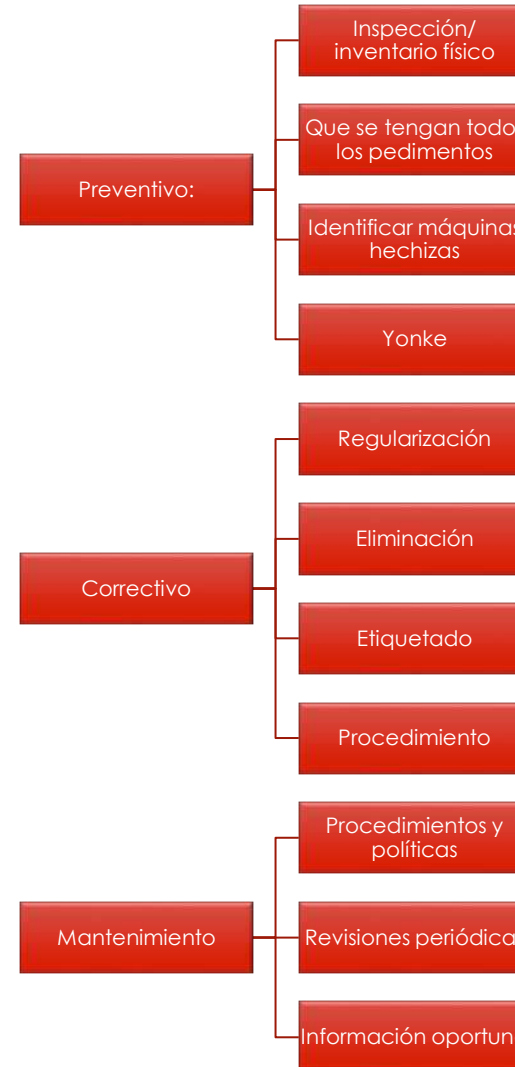 Preventivo:
Inspección/
inventario físico
Que se tengan todo
los pedimentos
Identificar máquinas
hechizas
Yonke
Correctivo
Regularización
Eliminación
Etiquetado
Procedimiento
Mantenimiento
Procedimientos y
políticas
Revisiones periódica
Información oportun